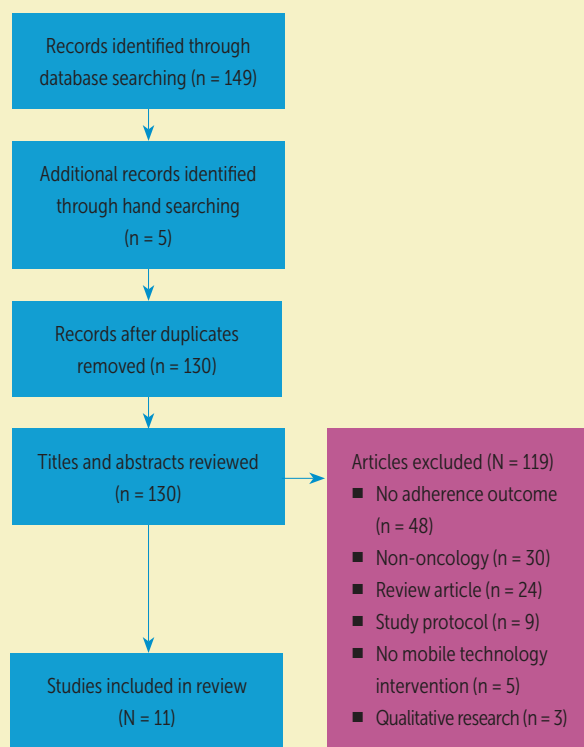 Records identified through
database searching (n = 149)
Additional records identified
through hand searching
(n = 5)
Records after duplicates
removed (n = 130)
Titles and abstracts reviewed
(n = 130)
Articles excluded (N = 119)
■ No adherence outcome
(n = 48)
■ Non-oncology (n = 30)
■ Review article (n = 24)
■ Study protocol (n = 9)
■ No mobile technology
intervention (n = 5)
■ Qualitative research (n = 3)
Studies included in review
(N = 11)